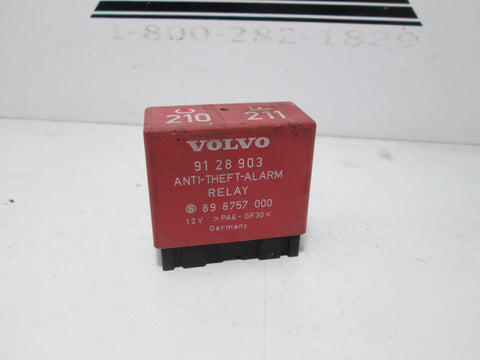 1-800-282-1829
C F
210 211
VOLVO
91 28 903
ANTI-THEFT-ALARM
RELAY
89 8757 000
12V >PA6-GF30<
Germany